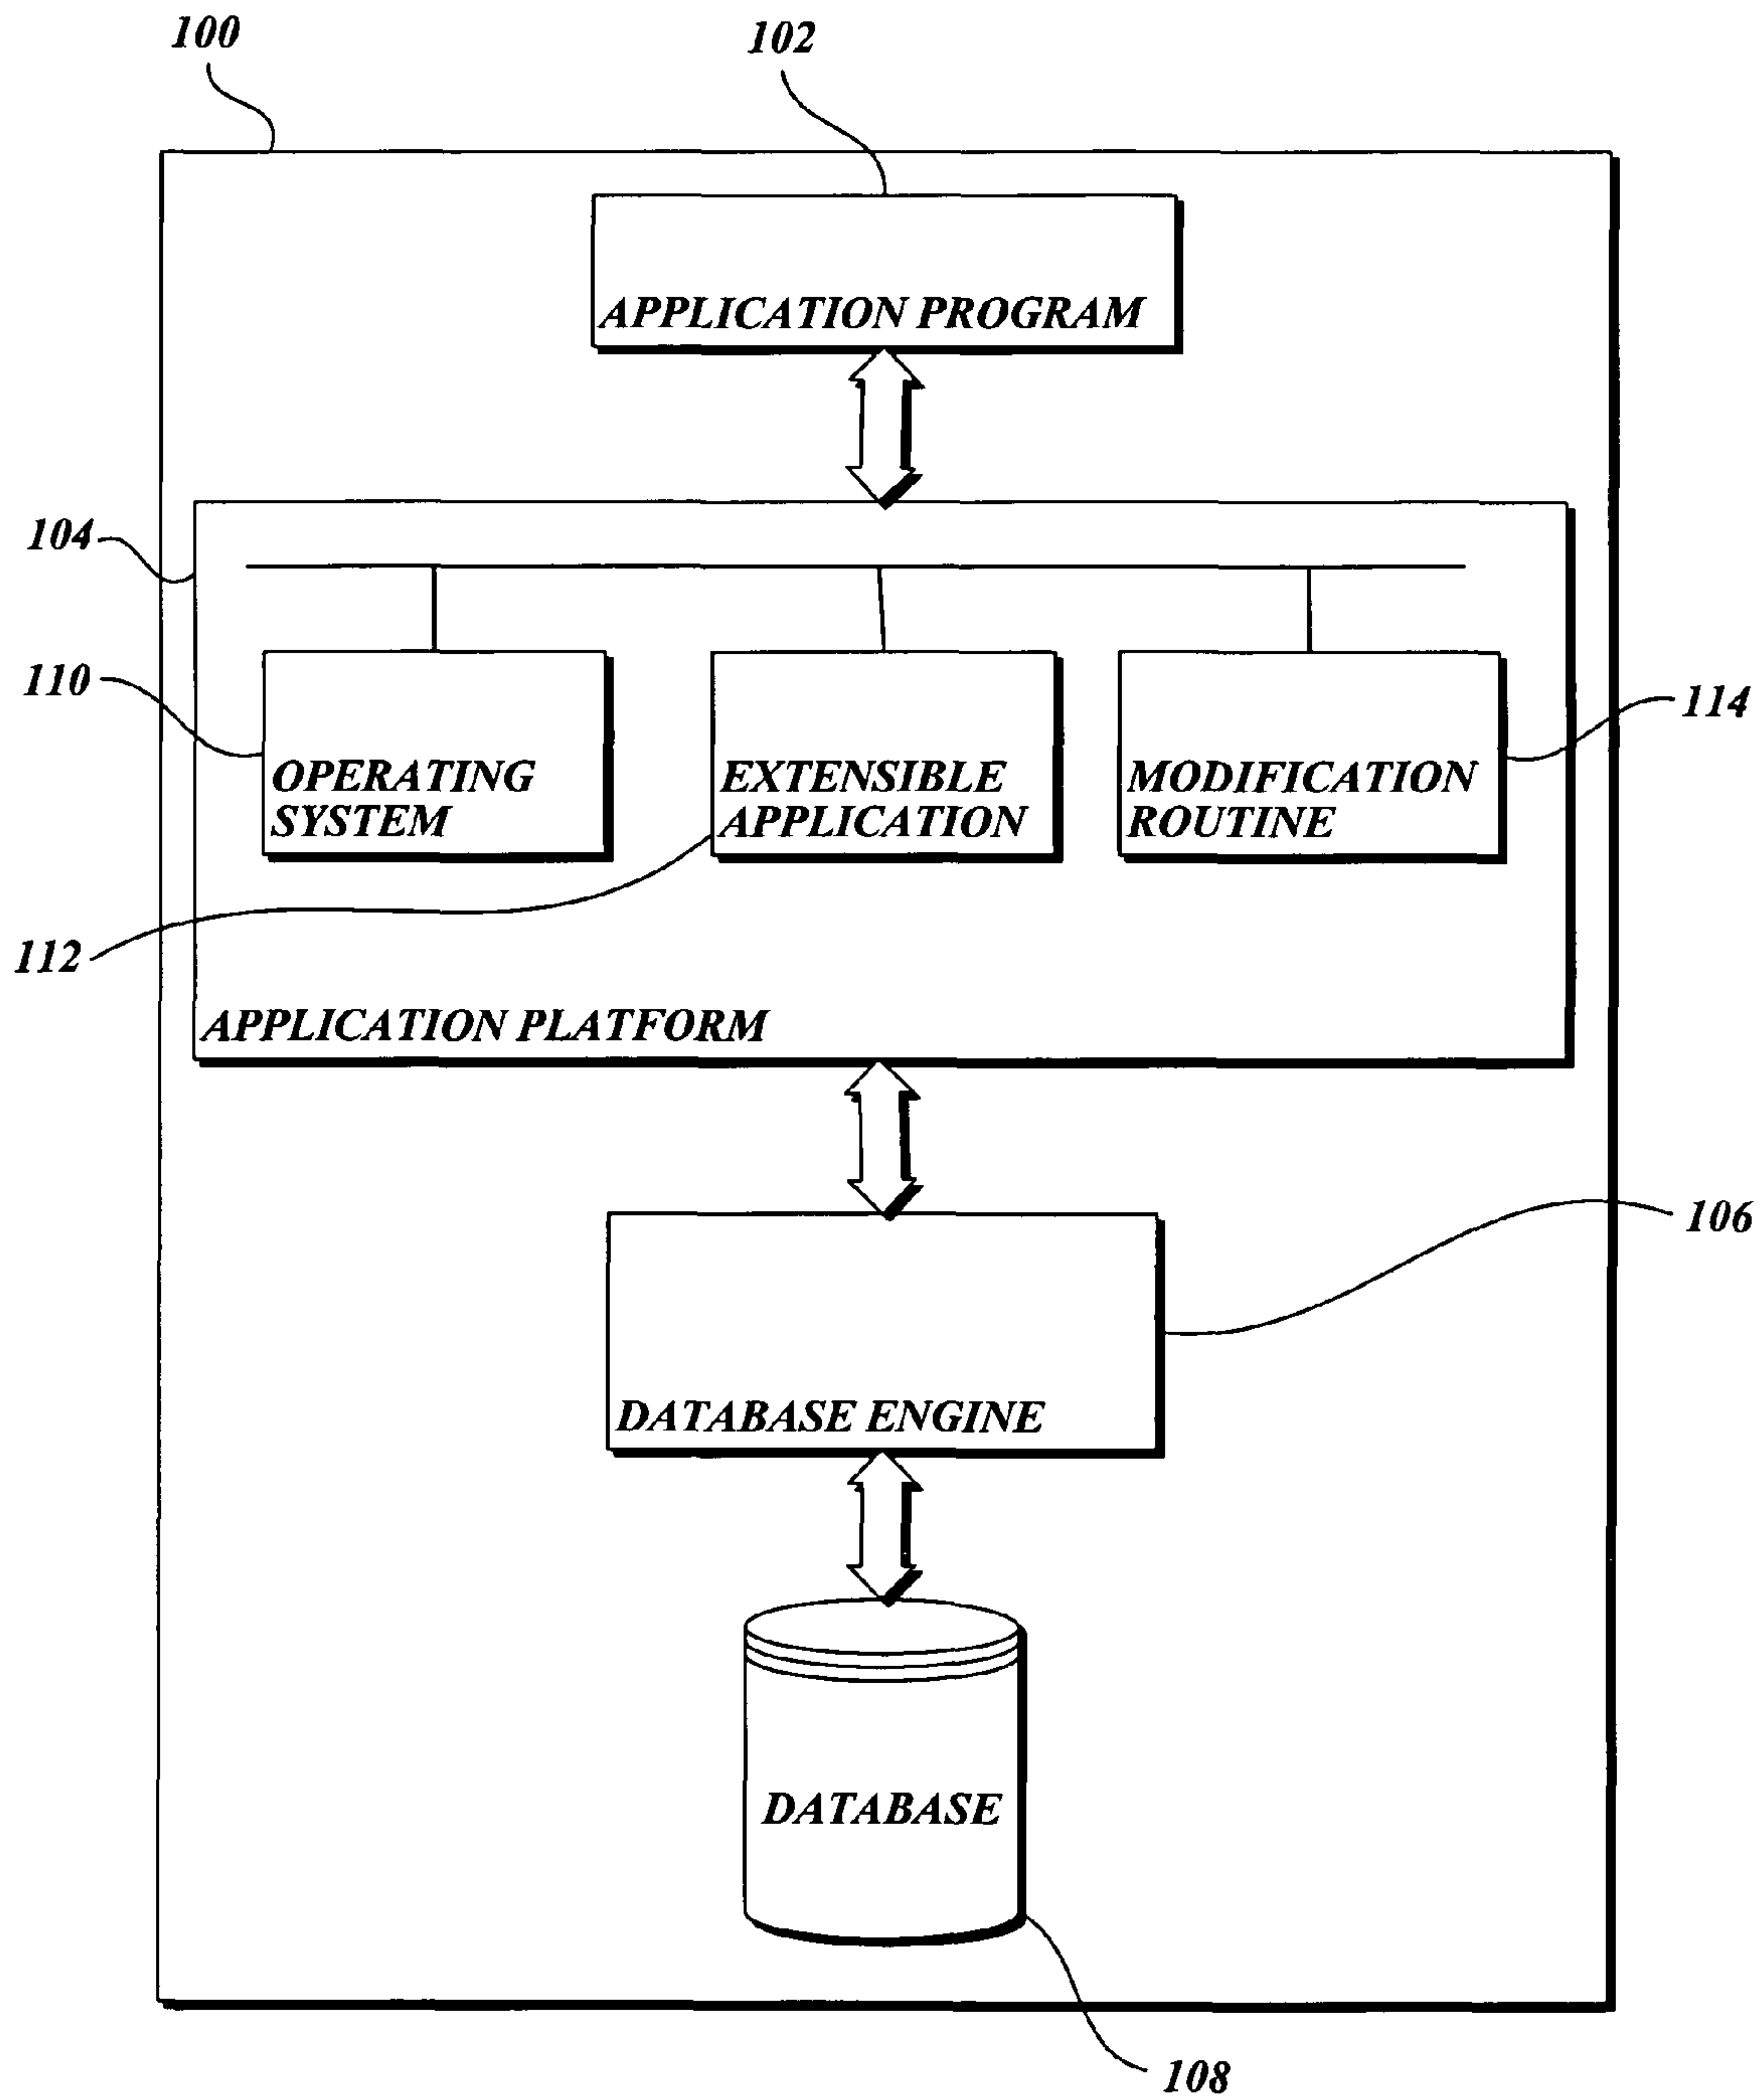 100
102
APPLICATION PROGRAM
104
110
OPERATING
SYSTEM
EXTENSIBLE
APPLICATION
MODIFICATION
ROUTINE
114
112
APPLICATION PLATFORM
106
DATABASE ENGINE
DATABASE
108